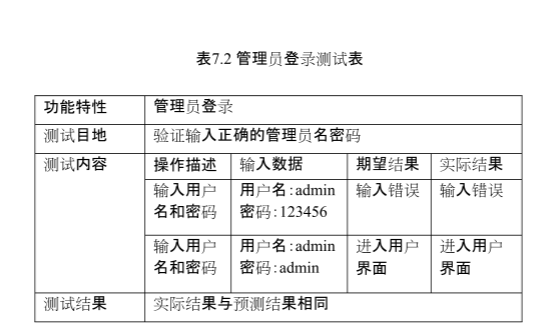 表7.2 管理员登录测试表
功能特性 管理员登录
测试目地 验证输入正确的管理员名密码
测试内容 操作描述 输入数据 期望结果 实际结果
输入用户 用户名:admin 输入错误 输入错误
名和密码 密码:123456
输入用户 用户名:admin 进入用户 进入用户
名和密码 密码:admin 界面 界面
测试结果 实际结果与预测结果相同